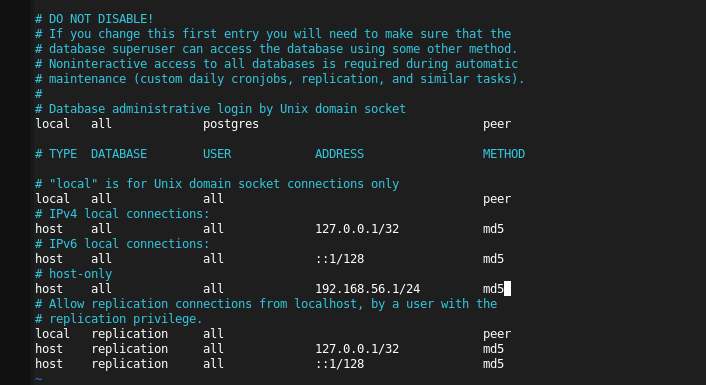 # DO NOT DISABLE!
# If you change this first entry you will need to make sure that the
# database superuser can access the database using some other method.
# Noninteractive access to all databases is required during automatic
# maintenance (custom daily cronjobs, replication, and similar tasks).
#
# Database administrative login by Unix domain socket
local   all             postgres                                peer

# TYPE  DATABASE        USER            ADDRESS                 METHOD

# "local" is for Unix domain socket connections only
local   all             all                                     peer
# IPv4 local connections:
host    all             all             127.0.0.1/32            md5
# IPv6 local connections:
host    all             all             ::1/128                 md5
# host-only
host    all             all             192.168.56.1/24         md5
# Allow replication connections from localhost, by a user with the
# replication privilege.
local   replication     all                                     peer
host    replication     all             127.0.0.1/32            md5
host    replication     all             ::1/128                 md5
~